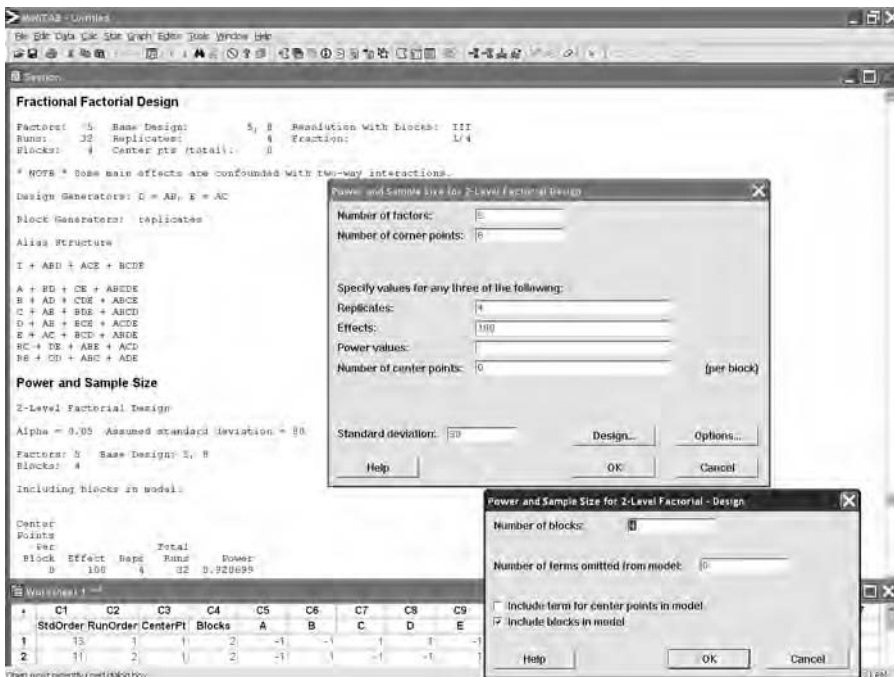 MINITAB - Untitled
File Edit Data Calc Stat Graph Editor Tools Window Help
Session
Fractional Factorial Design
Factors: 5 Base Design: 5, 8 Resolution with blocks: III
Runs: 32 Replicates: 4 Fraction: 1/4
Blocks: 4 Center pts (total): 0
* NOTE * Some main effects are confounded with two-way interactions.
Design Generators: D = AB, E = AC
Block Generators: replicates
Alias Structure
I + ABD + ACE + BCDE
A + BD + CE + ABCDE
B + AD + CDE + ABCE
C + AE + BDE + ABCD
D + AB + BCE + ACDE
E + AC + BCD + ABDE
BC + DE + ABE + ACD
BE + CD + ABC + ADE
Power and Sample Size
2-Level Factorial Design
Alpha = 0.05 Assumed standard deviation = 80
Factors: 5 Base Design: 5, 8
Blocks: 4
Including blocks in model.
Center
Points
Per Total
Block Effect Reps Runs Power
0 100 4 32 0.920699
Power and Sample Size for 2-Level Factorial Design
Number of factors: 5
Number of corner points: 8
Specify values for any three of the following:
Replicates: 4
Effects: 100
Power values:
Number of center points: 0 (per block)
Standard deviation: 80 Design... Options...
Help OK Cancel
Power and Sample Size for 2-Level Factorial - Design
Number of blocks: 4
Number of terms omitted from model: 0
Include term for center points in model
Include blocks in model
Help OK Cancel
Worksheet 1
C1 C2 C3 C4 C5 C6 C7 C8 C9
StdOrder RunOrder CenterPt Blocks A B C D E
1 13 1 1 2 -1 -1 1 1 -1
2 11 2 1 2 -1 1